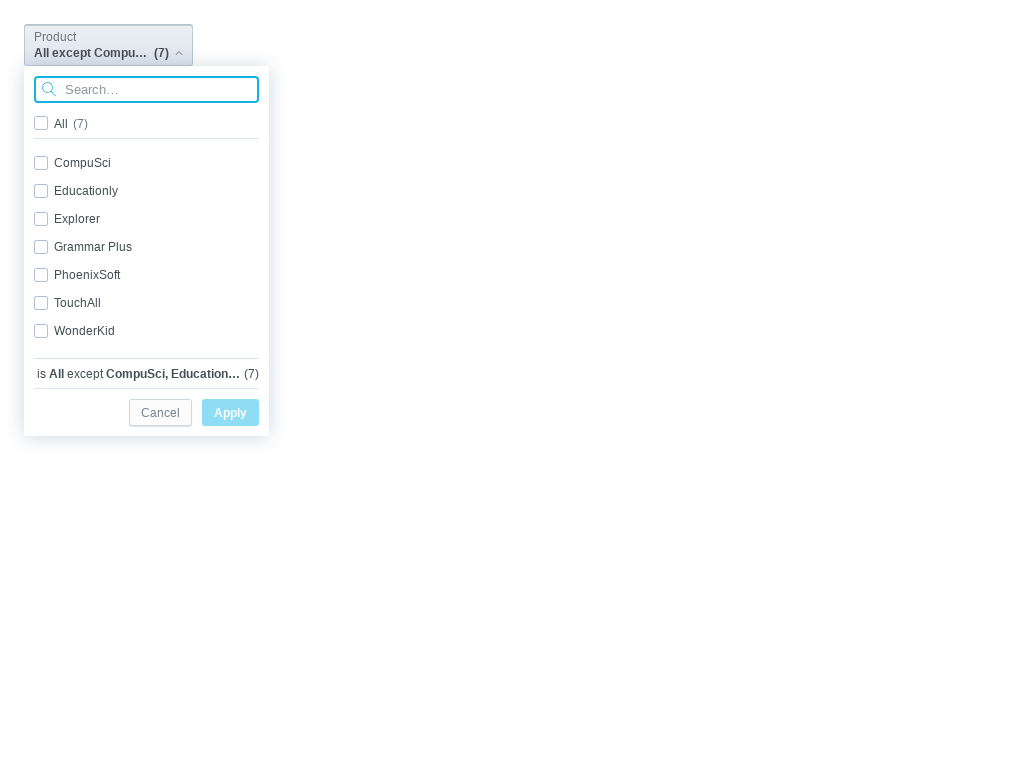 Product
All except Compu… (7)
Search…
All (7)
CompuSci
Educationly
Explorer
Grammar Plus
PhoenixSoft
TouchAll
WonderKid
is All except CompuSci, Education… (7)
Cancel
Apply